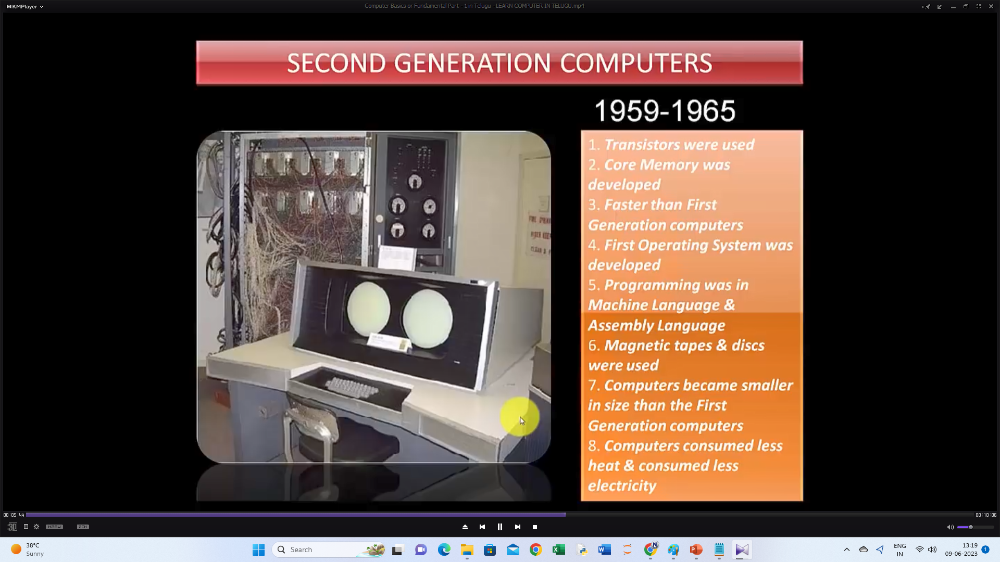 KMPlayer
Computer Basics or Fundamental Part - 1 in Telugu - LEARN COMPUTER IN TELUGU.mp4
SECOND GENERATION COMPUTERS
1959-1965
1. Transistors were used
2. Core Memory was
developed
3. Faster than First
Generation computers
4. First Operating System was
developed
5. Programming was in
Machine Language &
Assembly Language
6. Magnetic tapes & discs
were used
7. Computers became smaller
in size than the First
Generation computers
8. Computers consumed less
heat & consumed less
electricity
00:05:44
00:10:06
3D
H264
2CH
38°C
Sunny
Search
N
ENG
IN
13:19
09-06-2023
1